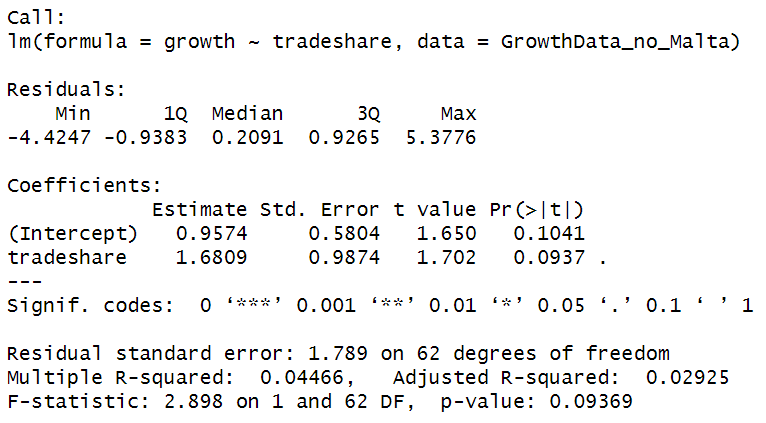 Call:
lm(formula = growth ~ tradeshare, data = GrowthData_no_Malta)

Residuals:
    Min      1Q  Median      3Q     Max
-4.4247 -0.9383  0.2091  0.9265  5.3776

Coefficients:
            Estimate Std. Error t value Pr(>|t|)
(Intercept)   0.9574     0.5804   1.650   0.1041
tradeshare    1.6809     0.9874   1.702   0.0937 .
---
Signif. codes:  0 ‘***’ 0.001 ‘**’ 0.01 ‘*’ 0.05 ‘.’ 0.1 ‘ ’ 1

Residual standard error: 1.789 on 62 degrees of freedom
Multiple R-squared:  0.04466,	Adjusted R-squared:  0.02925
F-statistic: 2.898 on 1 and 62 DF,  p-value: 0.09369